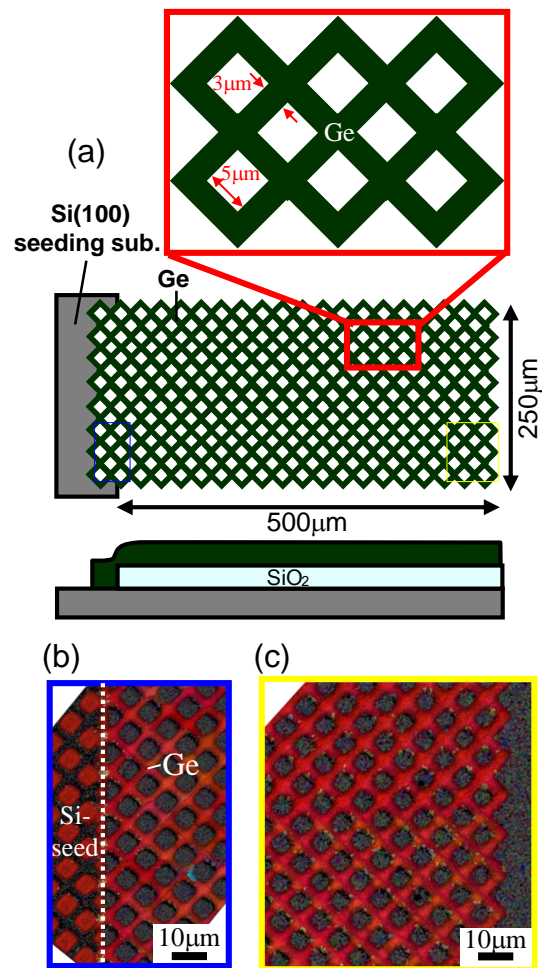 3μm
Ge
5μm
(a)
Si(100)
seeding sub.
Ge
250μm
500μm
SiO₂
(b)
(c)
Ge
Si-
seed
10μm
10μm